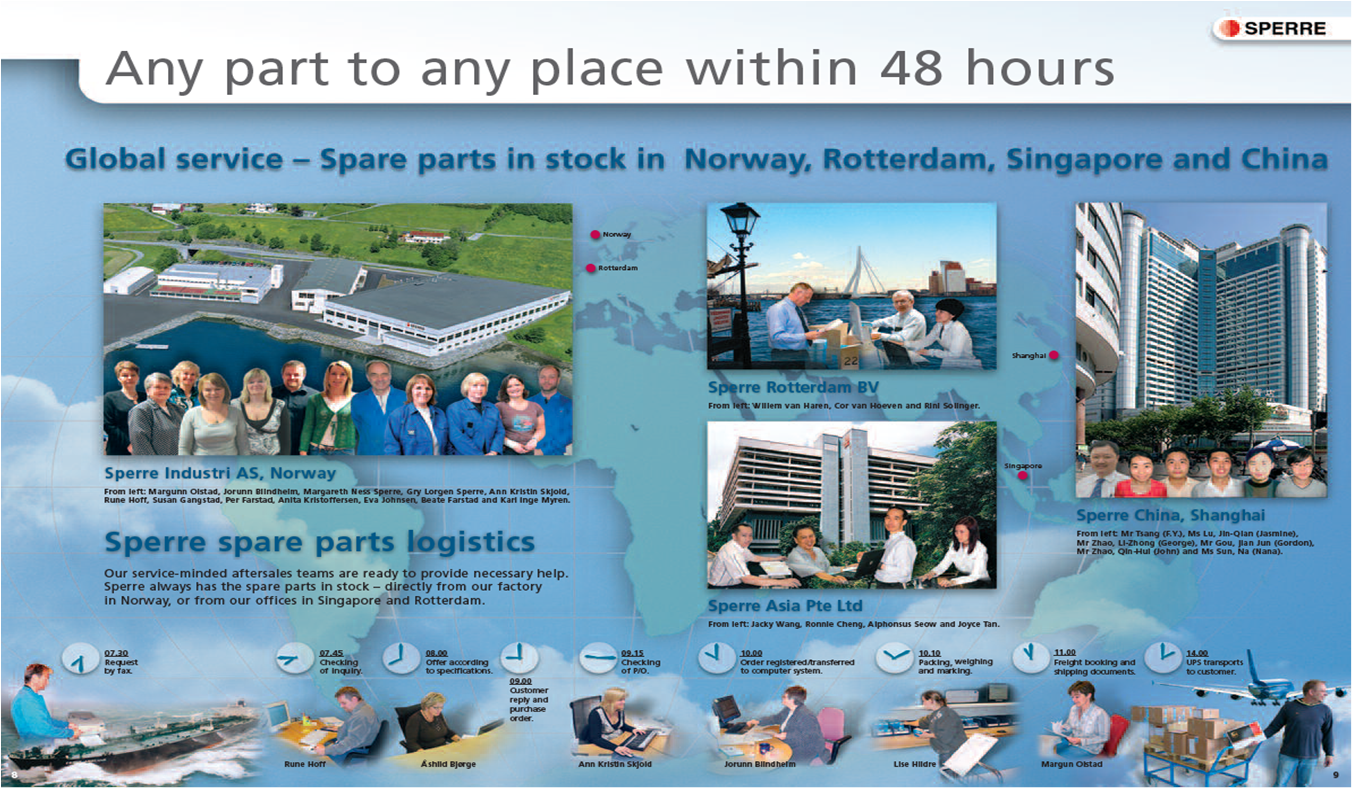 SPERRE
Any part to any place within 48 hours
Global service – Spare parts in stock in Norway, Rotterdam, Singapore and China
Norway
Rotterdam
Shanghai
Singapore
SPERRE
22
Sperre Industri AS, Norway
From left: Margunn Olstad, Jorunn Blindheim, Margareth Ness Sperre, Gry Lorgen Sperre, Ann Kristin Skjold,
Rune Hoff, Susan Gangstad, Per Farstad, Anita Kristoffersen, Eva Johnsen, Beate Farstad and Karl Inge Myren.
Sperre Rotterdam BV
From left: Willem van Haren, Cor van Hoeven and Rini Solinger.
Sperre Asia Pte Ltd
From left: Jacky Wang, Ronnie Cheng, Alphonsus Seow and Joyce Tan.
Sperre China, Shanghai
From left: Mr Tsang (F.Y.), Ms Lu, Jin-Qian (Jasmine),
Mr Zhao, Li-Zhong (George), Mr Gou, Jian Jun (Gordon),
Mr Zhao, Qin-Hui (John) and Ms Sun, Na (Nana).
Sperre spare parts logistics
Our service-minded aftersales teams are ready to provide necessary help.
Sperre always has the spare parts in stock – directly from our factory
in Norway, or from our offices in Singapore and Rotterdam.
07.30
Request
by fax.
07.45
Checking
of inquiry.
08.00
Offer according
to specifications.
09.00
Customer
reply and
purchase
order.
09.15
Checking
of P/O.
10.00
Order registered/transferred
to computer system.
10.10
Packing, weighing
and marking.
11.00
Freight booking and
shipping documents.
14.00
UPS transports
to customer.
Rune Hoff
Åshild Bjørge
Ann Kristin Skjold
Jorunn Blindheim
Lise Hildre
Margun Olstad
8
9